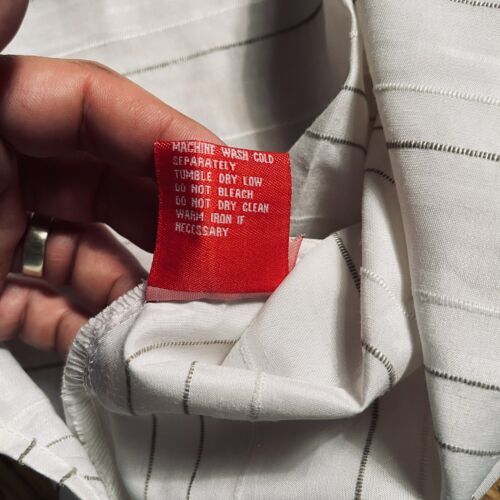 MACHINE WASH COLD
SEPARATELY
TUMBLE DRY LOW
DO NOT BLEACH
DO NOT DRY CLEAN
WARM IRON IF
NECESSARY